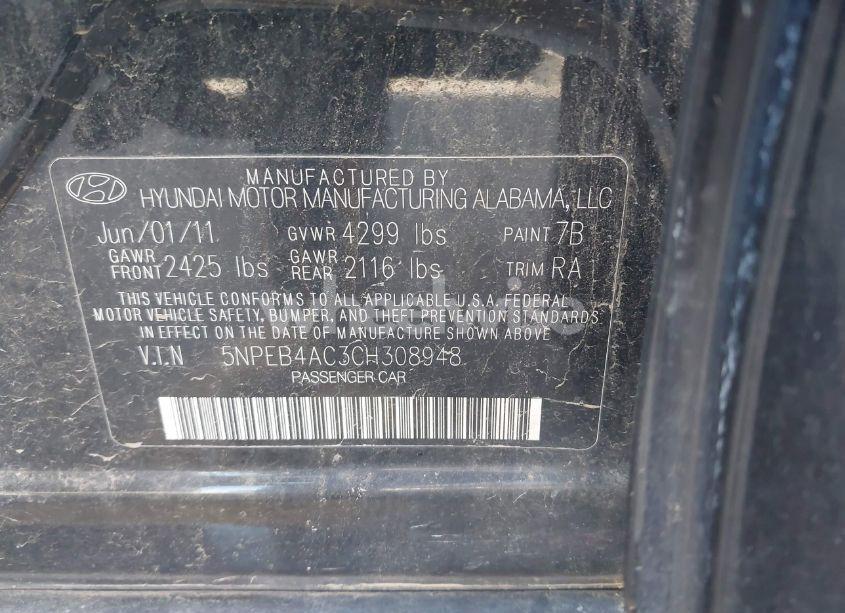 MANUFACTURED BY
HYUNDAI MOTOR MANUFACTURING ALABAMA, LLC
Jun/01/11 GVWR 4299 lbs PAINT 7B
GAWR FRONT 2425 lbs GAWR REAR 2116 lbs TRIM RA
THIS VEHICLE CONFORMS TO ALL APPLICABLE U.S.A. FEDERAL
MOTOR VEHICLE SAFETY, BUMPER, AND THEFT PREVENTION STANDARDS
IN EFFECT ON THE DATE OF MANUFACTURE SHOWN ABOVE
V.I.N 5NPEB4AC3CH308948
PASSENGER CAR